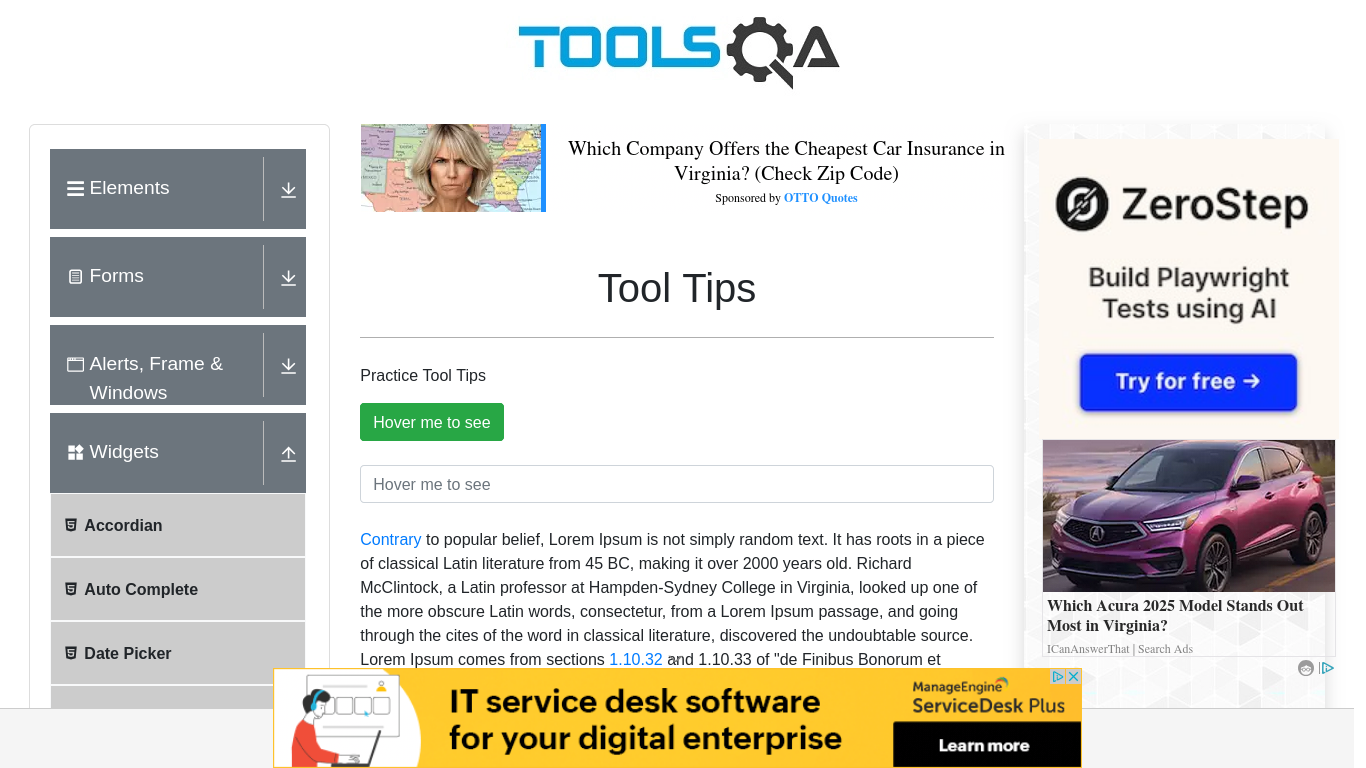 TOOLSQA
Elements
Forms
Alerts, Frame &
Windows
Widgets
Accordian
Auto Complete
Date Picker
Which Company Offers the Cheapest Car Insurance in
Virginia? (Check Zip Code)
Sponsored by OTTO Quotes
Tool Tips
Practice Tool Tips
Hover me to see
Hover me to see
Contrary to popular belief, Lorem Ipsum is not simply random text. It has roots in a piece
of classical Latin literature from 45 BC, making it over 2000 years old. Richard
McClintock, a Latin professor at Hampden-Sydney College in Virginia, looked up one of
the more obscure Latin words, consectetur, from a Lorem Ipsum passage, and going
through the cites of the word in classical literature, discovered the undoubtable source.
Lorem Ipsum comes from sections 1.10.32 and 1.10.33 of "de Finibus Bonorum et
ZeroStep
Build Playwright
Tests using AI
Try for free →
Which Acura 2025 Model Stands Out
Most in Virginia?
ICanAnswerThat | Search Ads
IT service desk software
for your digital enterprise
ManageEngine
ServiceDesk Plus
Learn more